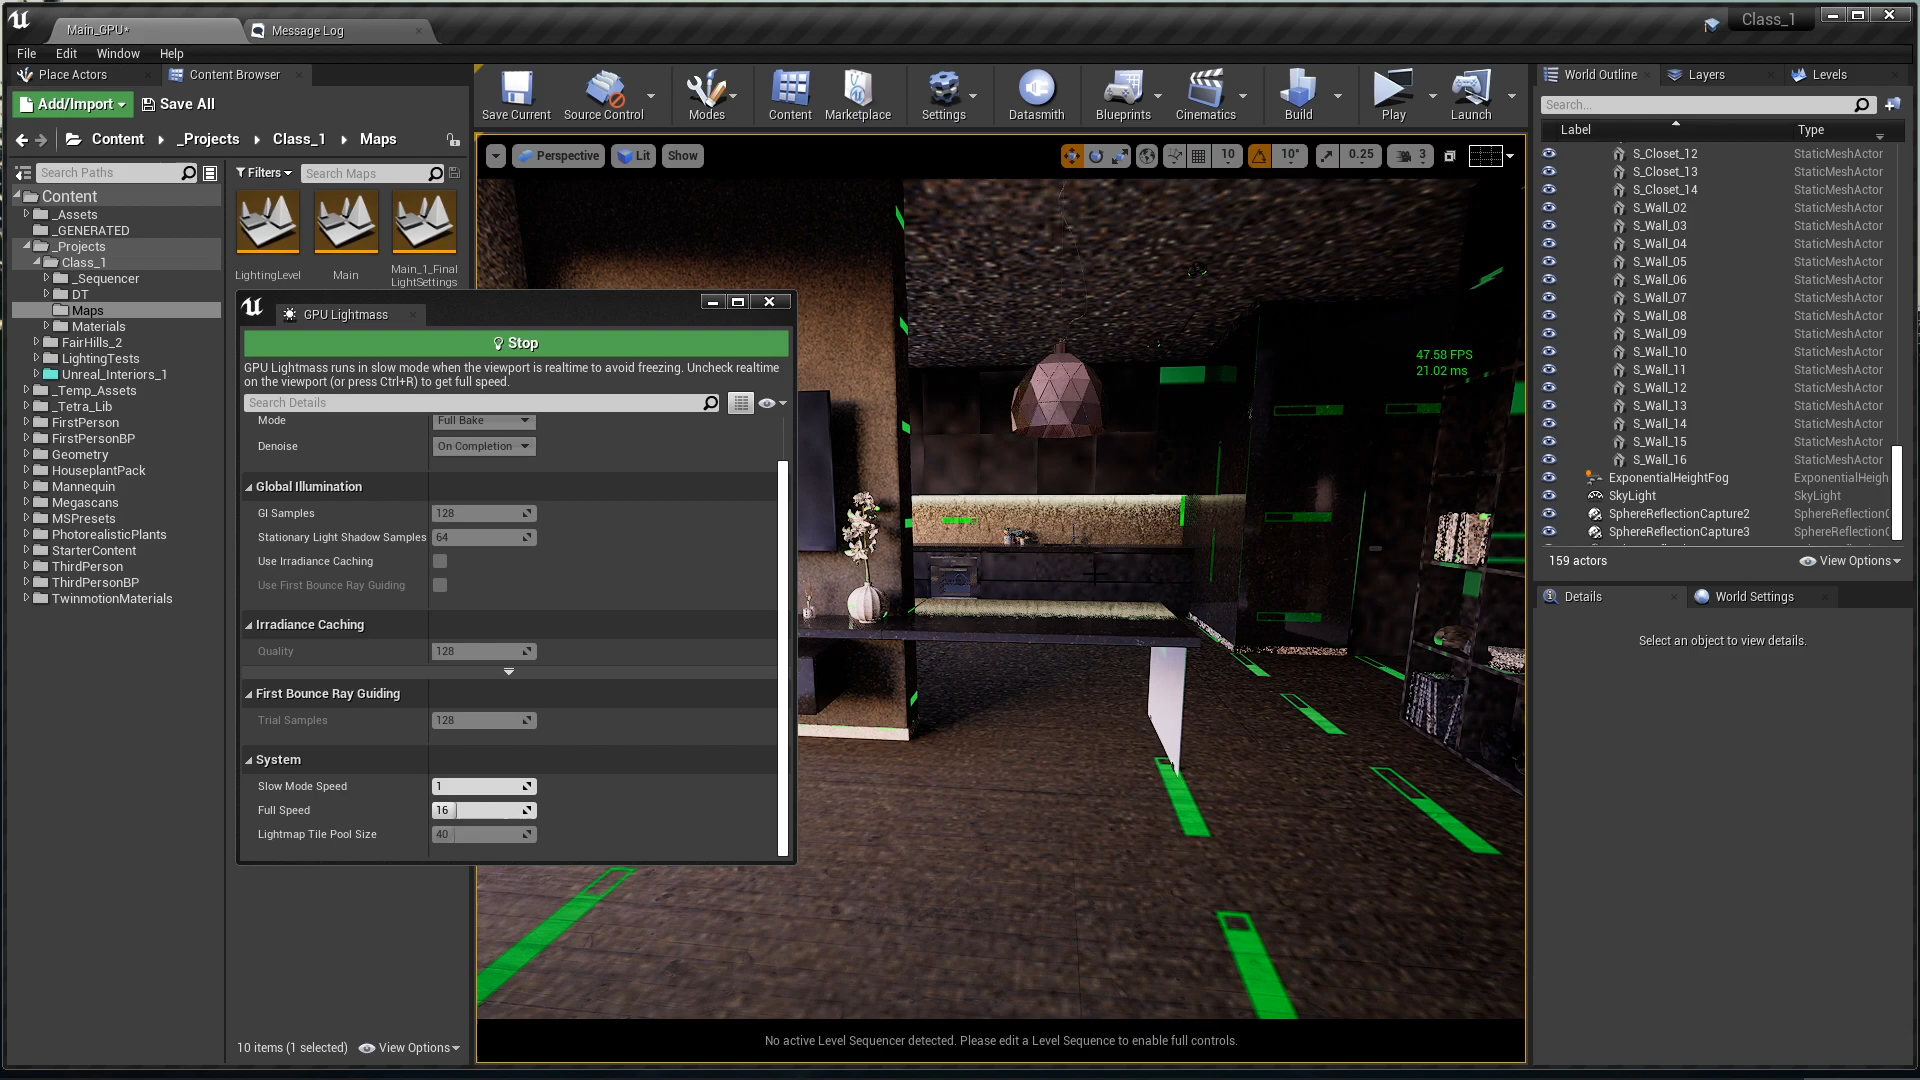 Main_GPU*
Message Log
Class_1
File Edit Window Help
Place Actors
Content Browser
Add/Import
Save All
Content
_Projects
Class_1
Maps
Search Paths
Filters
Search Maps
Content
_Assets
_GENERATED
_Projects
Class_1
_Sequencer
DT
Maps
Materials
FairHills_2
LightingTests
Unreal_Interiors_1
_Temp_Assets
_Tetra_Lib
FirstPerson
FirstPersonBP
Geometry
HouseplantPack
Mannequin
Megascans
MSPresets
PhotorealisticPlants
StarterContent
ThirdPerson
ThirdPersonBP
TwinmotionMaterials
LightingLevel
Main
Main_1_Final
LightSettings
10 items (1 selected)
View Options
Save Current
Source Control
Modes
Content
Marketplace
Settings
Datasmith
Blueprints
Cinematics
Build
Play
Launch
Perspective
Lit
Show
10
10°
0.25
3
47.58 FPS
21.02 ms
GPU Lightmass
Stop
GPU Lightmass runs in slow mode when the viewport is realtime to avoid freezing. Uncheck realtime
on the viewport (or press Ctrl+R) to get full speed.
Search Details
Mode Full Bake
Denoise On Completion
Global Illumination
GI Samples 128
Stationary Light Shadow Samples 64
Use Irradiance Caching
Use First Bounce Ray Guiding
Irradiance Caching
Quality 128
First Bounce Ray Guiding
Trial Samples 128
System
Slow Mode Speed 1
Full Speed 16
Lightmap Tile Pool Size 40
No active Level Sequencer detected. Please edit a Level Sequence to enable full controls.
World Outline
Layers
Levels
Search...
Label Type
S_Closet_12 StaticMeshActor
S_Closet_13 StaticMeshActor
S_Closet_14 StaticMeshActor
S_Wall_02 StaticMeshActor
S_Wall_03 StaticMeshActor
S_Wall_04 StaticMeshActor
S_Wall_05 StaticMeshActor
S_Wall_06 StaticMeshActor
S_Wall_07 StaticMeshActor
S_Wall_08 StaticMeshActor
S_Wall_09 StaticMeshActor
S_Wall_10 StaticMeshActor
S_Wall_11 StaticMeshActor
S_Wall_12 StaticMeshActor
S_Wall_13 StaticMeshActor
S_Wall_14 StaticMeshActor
S_Wall_15 StaticMeshActor
S_Wall_16 StaticMeshActor
ExponentialHeightFog ExponentialHeigh
SkyLight SkyLight
SphereReflectionCapture2 SphereReflection
SphereReflectionCapture3 SphereReflection
159 actors
View Options
Details
World Settings
Select an object to view details.